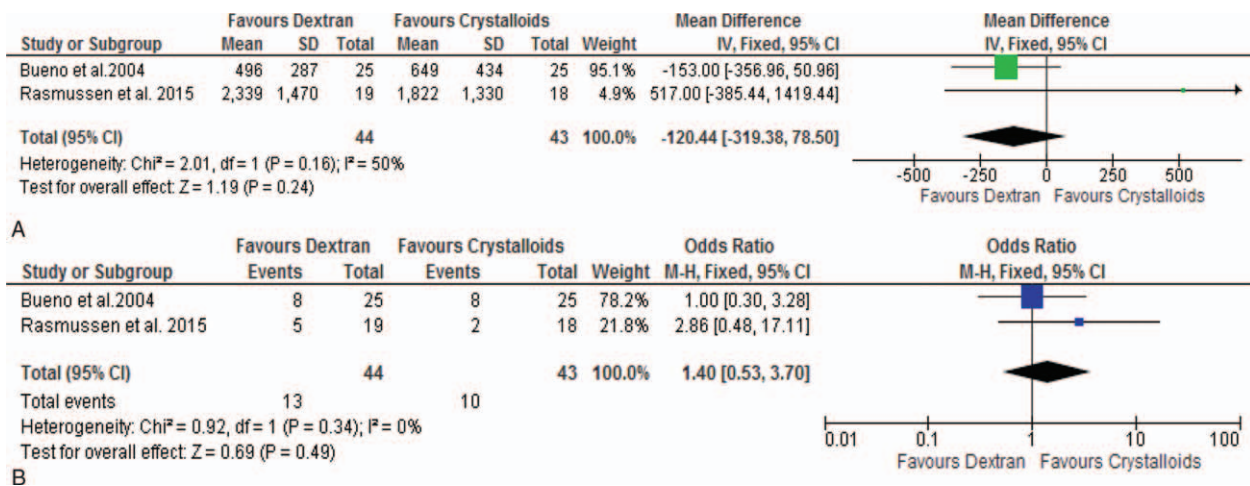 Favours Dextran Favours Crystalloids Mean Difference Mean Difference
Study or Subgroup Mean SD Total Mean SD Total Weight IV, Fixed, 95% CI IV, Fixed, 95% CI
Bueno et al.2004 496 287 25 649 434 25 95.1% -153.00 [-356.96, 50.96]
Rasmussen et al. 2015 2,339 1,470 19 1,822 1,330 18 4.9% 517.00 [-385.44, 1419.44]
Total (95% CI) 44 43 100.0% -120.44 [-319.38, 78.50]
Heterogeneity: Chi² = 2.01, df = 1 (P = 0.16); I² = 50%
Test for overall effect: Z = 1.19 (P = 0.24)
-500 -250 0 250 500
Favours Dextran Favours Crystalloids
A
Favours Dextran Favours Crystalloids Odds Ratio Odds Ratio
Study or Subgroup Events Total Events Total Weight M-H, Fixed, 95% CI M-H, Fixed, 95% CI
Bueno et al.2004 8 25 8 25 78.2% 1.00 [0.30, 3.28]
Rasmussen et al. 2015 5 19 2 18 21.8% 2.86 [0.48, 17.11]
Total (95% CI) 44 43 100.0% 1.40 [0.53, 3.70]
Total events 13 10
Heterogeneity: Chi² = 0.92, df = 1 (P = 0.34); I² = 0%
Test for overall effect: Z = 0.69 (P = 0.49)
0.01 0.1 1 10 100
Favours Dextran Favours Crystalloids
B